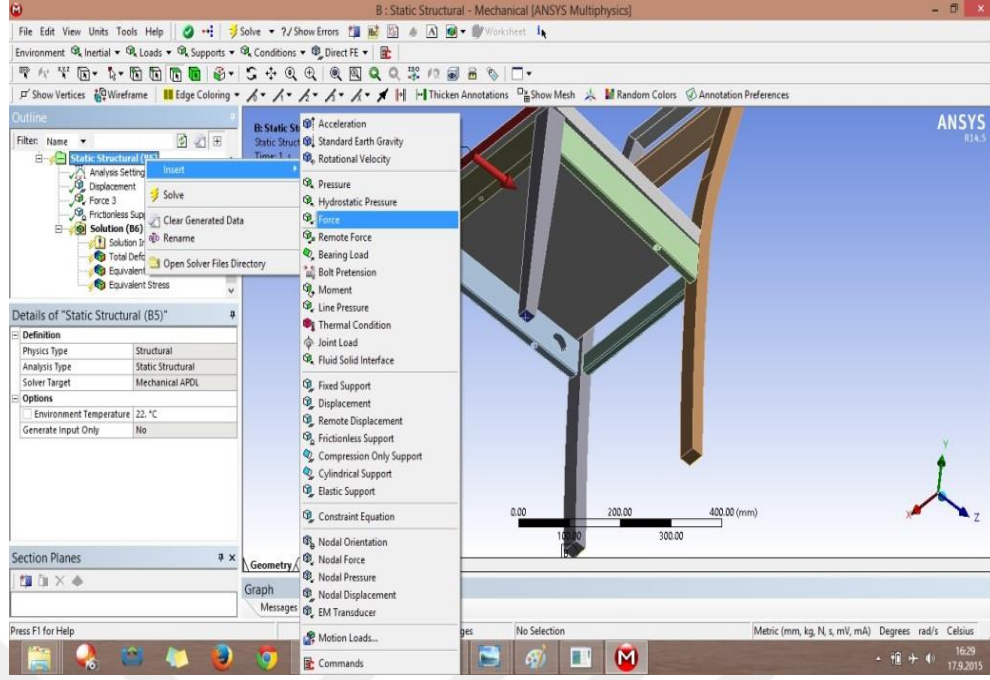 B : Static Structural - Mechanical [ANSYS Multiphysics]
File Edit View Units Tools Help Solve ?/ Show Errors Worksheet
Environment Inertial Loads Supports Conditions Direct FE
Show Vertices Wireframe Edge Coloring Thicken Annotations Show Mesh Random Colors Annotation Preferences
Outline
Filter: Name
Static Structural (B5)
Analysis Setting
Displacement
Force 3
Frictionless Supp
Solution (B6)
Solution In
Total Defo
Equivalent
Equivalent Stress
Insert
Solve
Clear Generated Data
Rename
Open Solver Files Directory
Acceleration
Standard Earth Gravity
Rotational Velocity
Pressure
Hydrostatic Pressure
Force
Remote Force
Bearing Load
Bolt Pretension
Moment
Line Pressure
Thermal Condition
Joint Load
Fluid Solid Interface
Fixed Support
Displacement
Remote Displacement
Frictionless Support
Compression Only Support
Cylindrical Support
Elastic Support
Constraint Equation
Nodal Orientation
Nodal Force
Nodal Pressure
Nodal Displacement
EM Transducer
Motion Loads...
Commands
B: Static St
Static Struct
Time: 1. s
ANSYS
R14.5
Y
X
Z
0.00 200.00 400.00 (mm)
100.00 300.00
Details of "Static Structural (B5)"
Definition
Physics Type Structural
Analysis Type Static Structural
Solver Target Mechanical APDL
Options
Environment Temperature 22. °C
Generate Input Only No
Section Planes
Geometry
Graph
Messages
Press F1 for Help
ges No Selection Metric (mm, kg, N, s, mV, mA) Degrees rad/s Celsius
16:29
17.9.2015